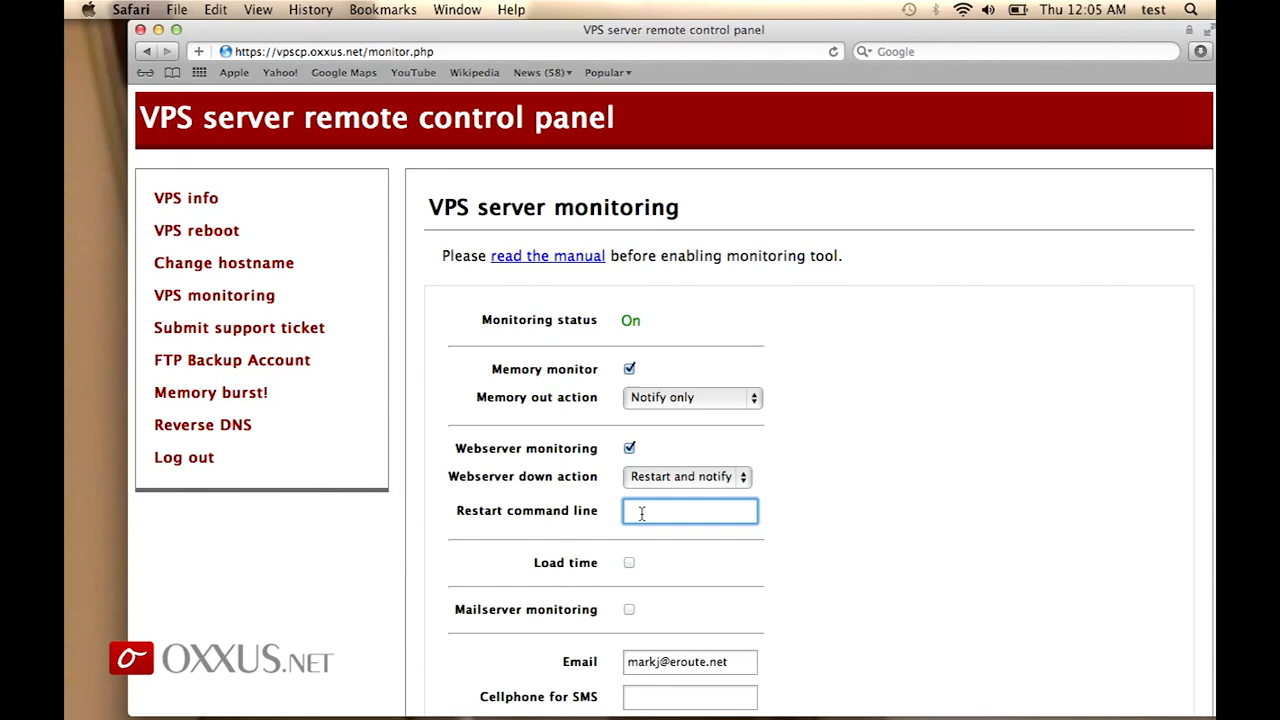 Safari File Edit View History Bookmarks Window Help Thu 12:05 AM test
VPS server remote control panel
https://vpscp.oxxus.net/monitor.php Google
Apple Yahoo! Google Maps YouTube Wikipedia News (58) Popular
VPS server remote control panel
VPS info
VPS reboot
Change hostname
VPS monitoring
Submit support ticket
FTP Backup Account
Memory burst!
Reverse DNS
Log out
VPS server monitoring
Please read the manual before enabling monitoring tool.
Monitoring status On
Memory monitor
Memory out action Notify only
Webserver monitoring
Webserver down action Restart and notify
Restart command line
Load time
Mailserver monitoring
Email markj@eroute.net
Cellphone for SMS
OXXUS.NET